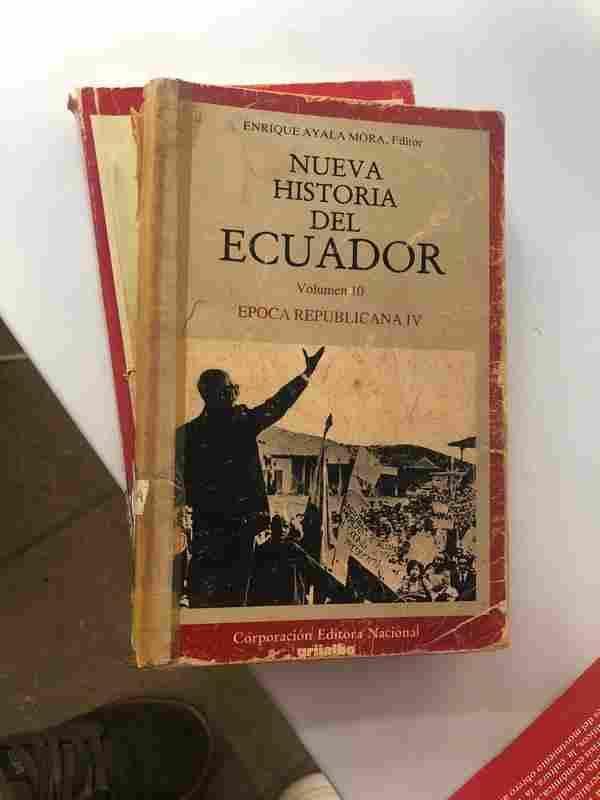 ENRIQUE AYALA MORA, Editor
NUEVA
HISTORIA
DEL
ECUADOR
Volumen 10
EPOCA REPUBLICANA IV
Corporación Editora Nacional
grijalbo